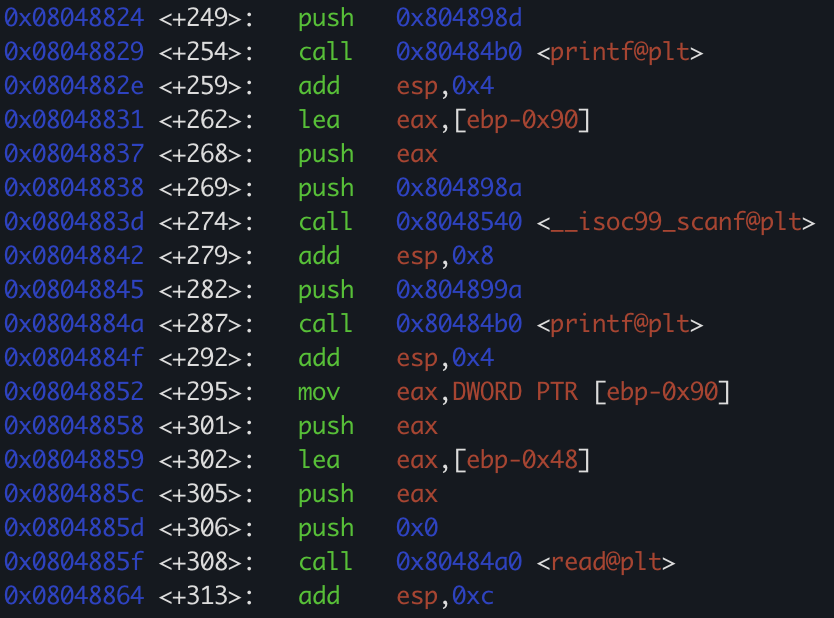 0x08048824 <+249>: push 0x804898d
0x08048829 <+254>: call 0x80484b0 <printf@plt>
0x0804882e <+259>: add esp,0x4
0x08048831 <+262>: lea eax,[ebp-0x90]
0x08048837 <+268>: push eax
0x08048838 <+269>: push 0x804898a
0x0804883d <+274>: call 0x8048540 <__isoc99_scanf@plt>
0x08048842 <+279>: add esp,0x8
0x08048845 <+282>: push 0x804899a
0x0804884a <+287>: call 0x80484b0 <printf@plt>
0x0804884f <+292>: add esp,0x4
0x08048852 <+295>: mov eax,DWORD PTR [ebp-0x90]
0x08048858 <+301>: push eax
0x08048859 <+302>: lea eax,[ebp-0x48]
0x0804885c <+305>: push eax
0x0804885d <+306>: push 0x0
0x0804885f <+308>: call 0x80484a0 <read@plt>
0x08048864 <+313>: add esp,0xc